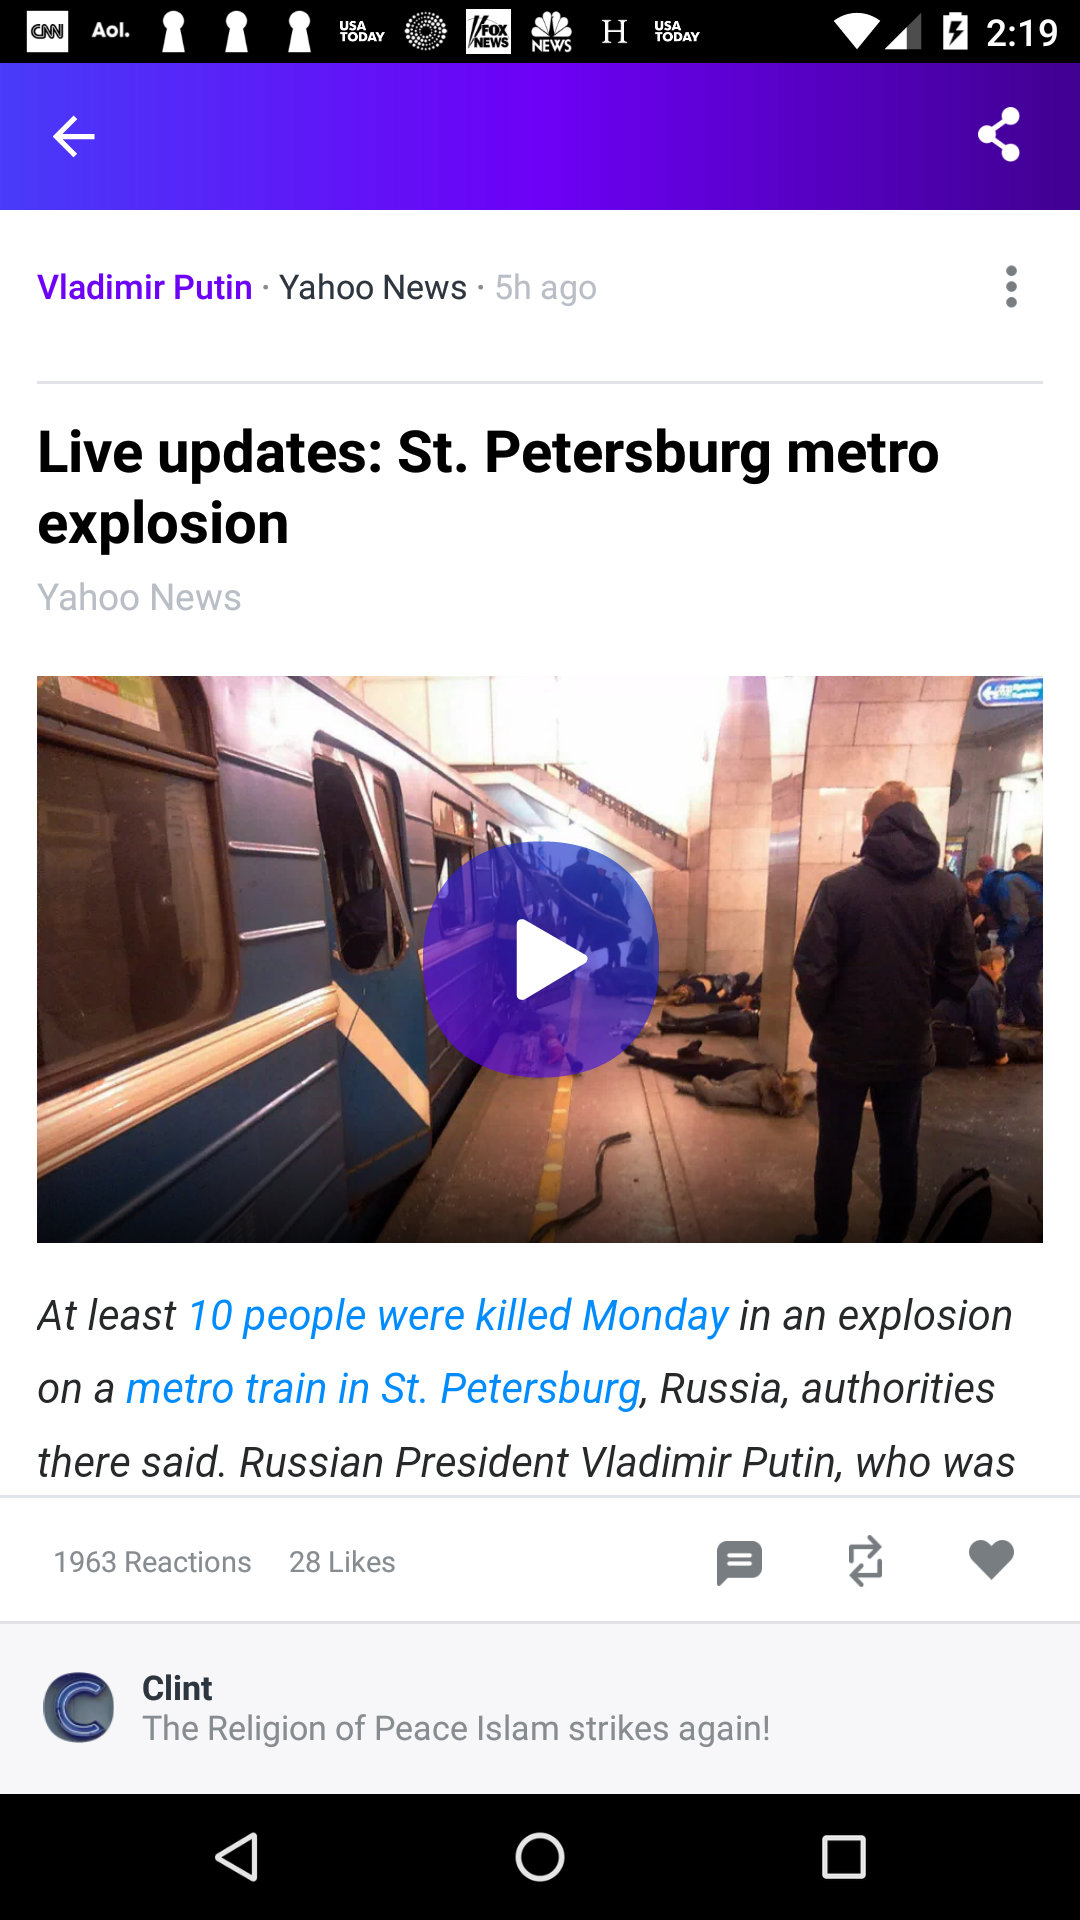 CNN Aol. USA TODAY FOX NEWS NBC NEWS H USA TODAY 2:19
Vladimir Putin · Yahoo News · 5h ago
Live updates: St. Petersburg metro
explosion
Yahoo News
At least 10 people were killed Monday in an explosion
on a metro train in St. Petersburg, Russia, authorities
there said. Russian President Vladimir Putin, who was
1963 Reactions 28 Likes
Clint
The Religion of Peace Islam strikes again!